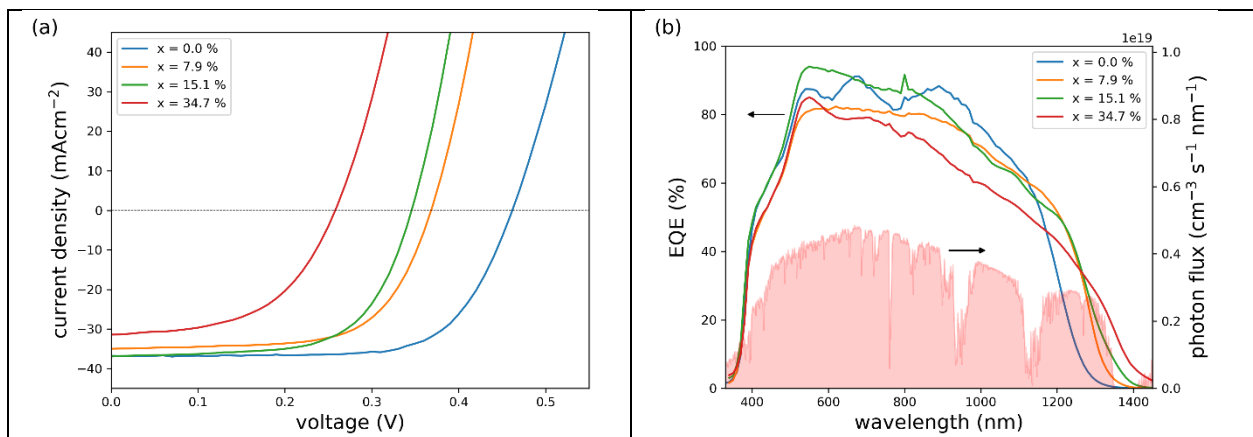 (a)
x = 0.0 %
x = 7.9 %
x = 15.1 %
x = 34.7 %
40
30
20
10
0
−10
−20
−30
−40
current density (mAcm⁻²)
0.0 0.1 0.2 0.3 0.4 0.5
voltage (V)
(b)
1e19
x = 0.0 %
x = 7.9 %
x = 15.1 %
x = 34.7 %
100
80
60
40
20
0
EQE (%)
1.0
0.8
0.6
0.4
0.2
0.0
photon flux (cm⁻³ s⁻¹ nm⁻¹)
400 600 800 1000 1200 1400
wavelength (nm)